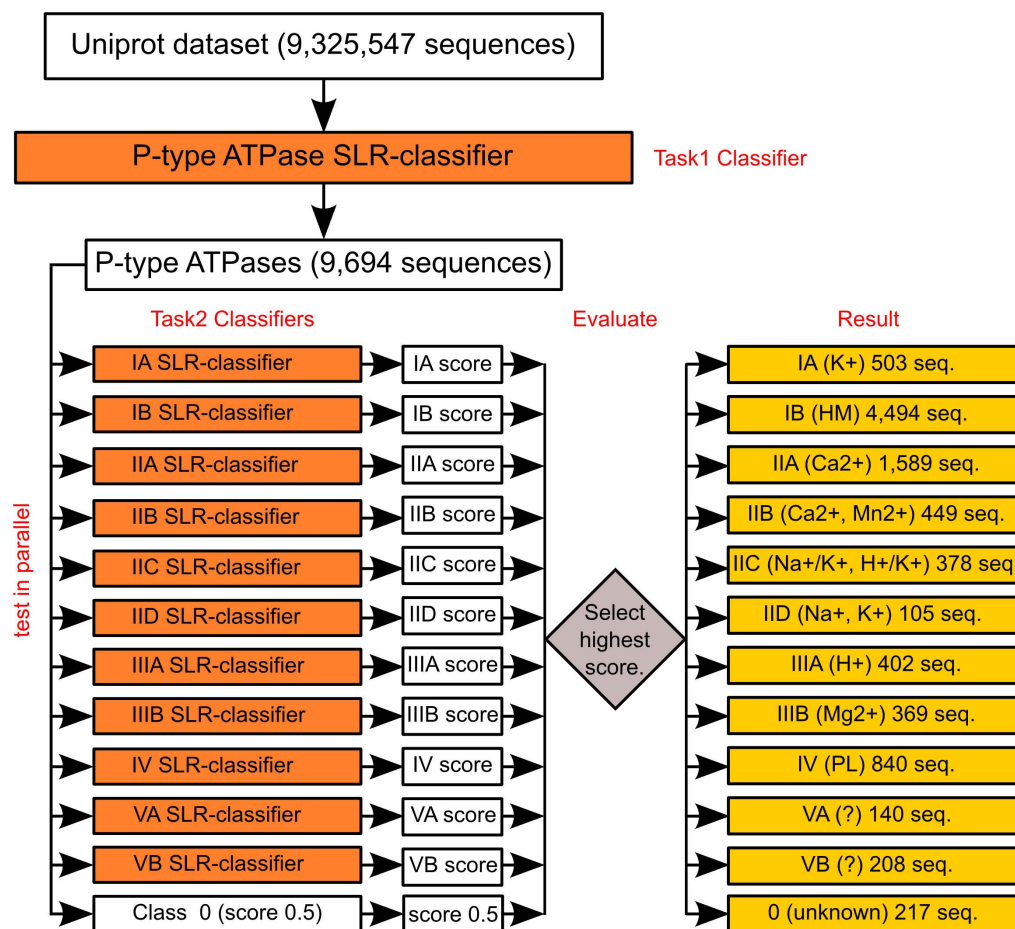 Uniprot dataset (9,325,547 sequences)
P-type ATPase SLR-classifier
Task1 Classifier
P-type ATPases (9,694 sequences)
Task2 Classifiers
Evaluate
Result
test in parallel
IA SLR-classifier
IA score
IA (K+) 503 seq.
IB SLR-classifier
IB score
IB (HM) 4,494 seq.
IIA SLR-classifier
IIA score
IIA (Ca2+) 1,589 seq.
IIB SLR-classifier
IIB score
IIB (Ca2+, Mn2+) 449 seq.
IIC SLR-classifier
IIC score
IIC (Na+/K+, H+/K+) 378 seq
IID SLR-classifier
IID score
IID (Na+, K+) 105 seq.
Select
highest
score.
IIIA SLR-classifier
IIIA score
IIIA (H+) 402 seq.
IIIB SLR-classifier
IIIB score
IIIB (Mg2+) 369 seq.
IV SLR-classifier
IV score
IV (PL) 840 seq.
VA SLR-classifier
VA score
VA (?) 140 seq.
VB SLR-classifier
VB score
VB (?) 208 seq.
Class 0 (score 0.5)
score 0.5
0 (unknown) 217 seq.